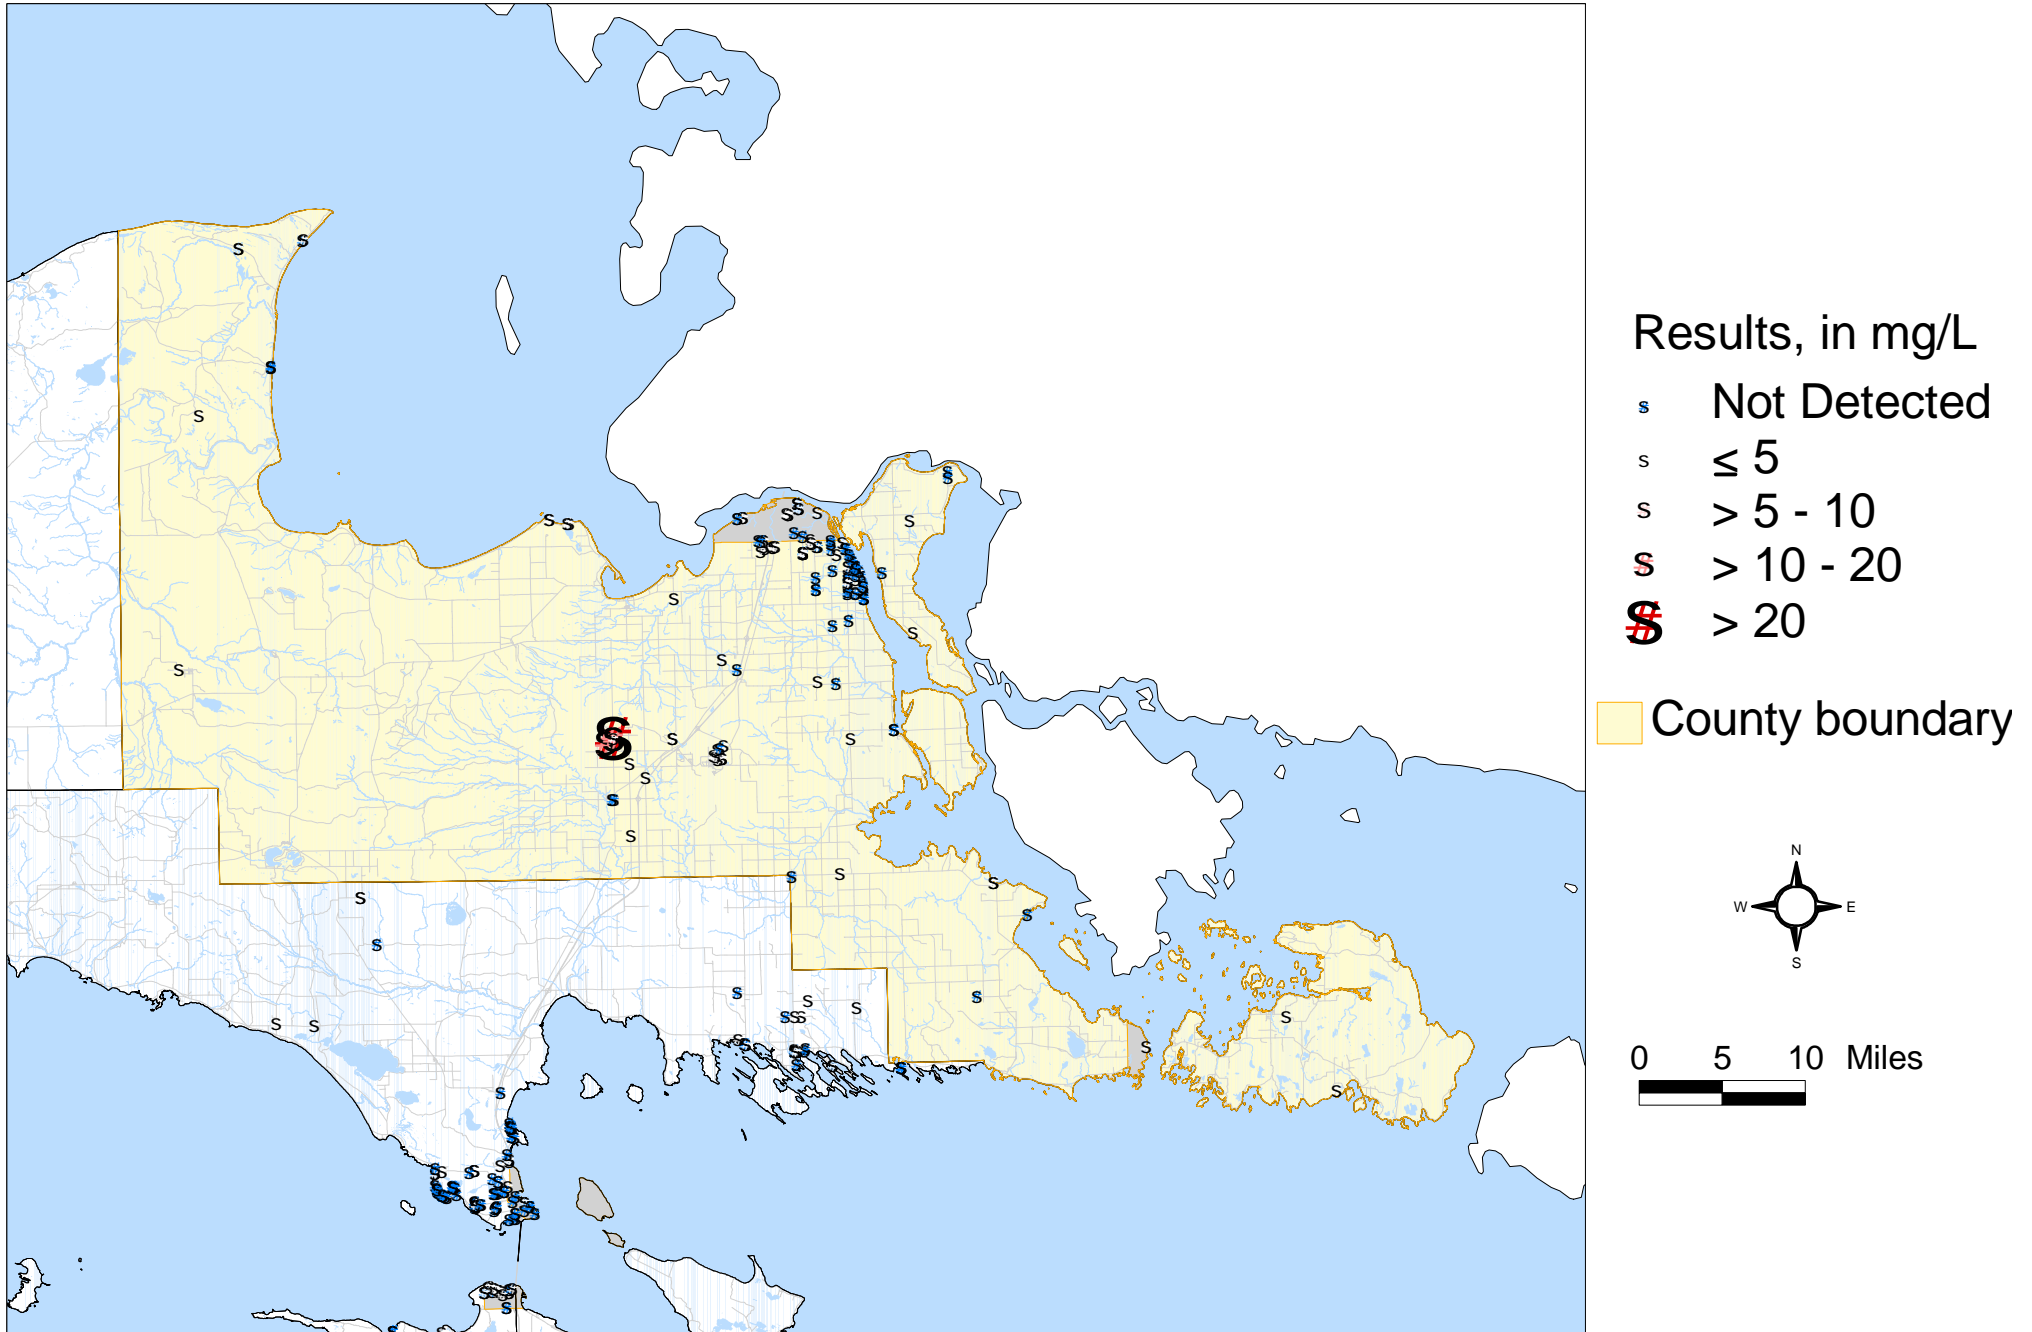 Results, in mg/L
Not Detected
≤ 5
> 5 - 10
> 10 - 20
> 20
County boundary
N
W E
S
0 5 10 Miles